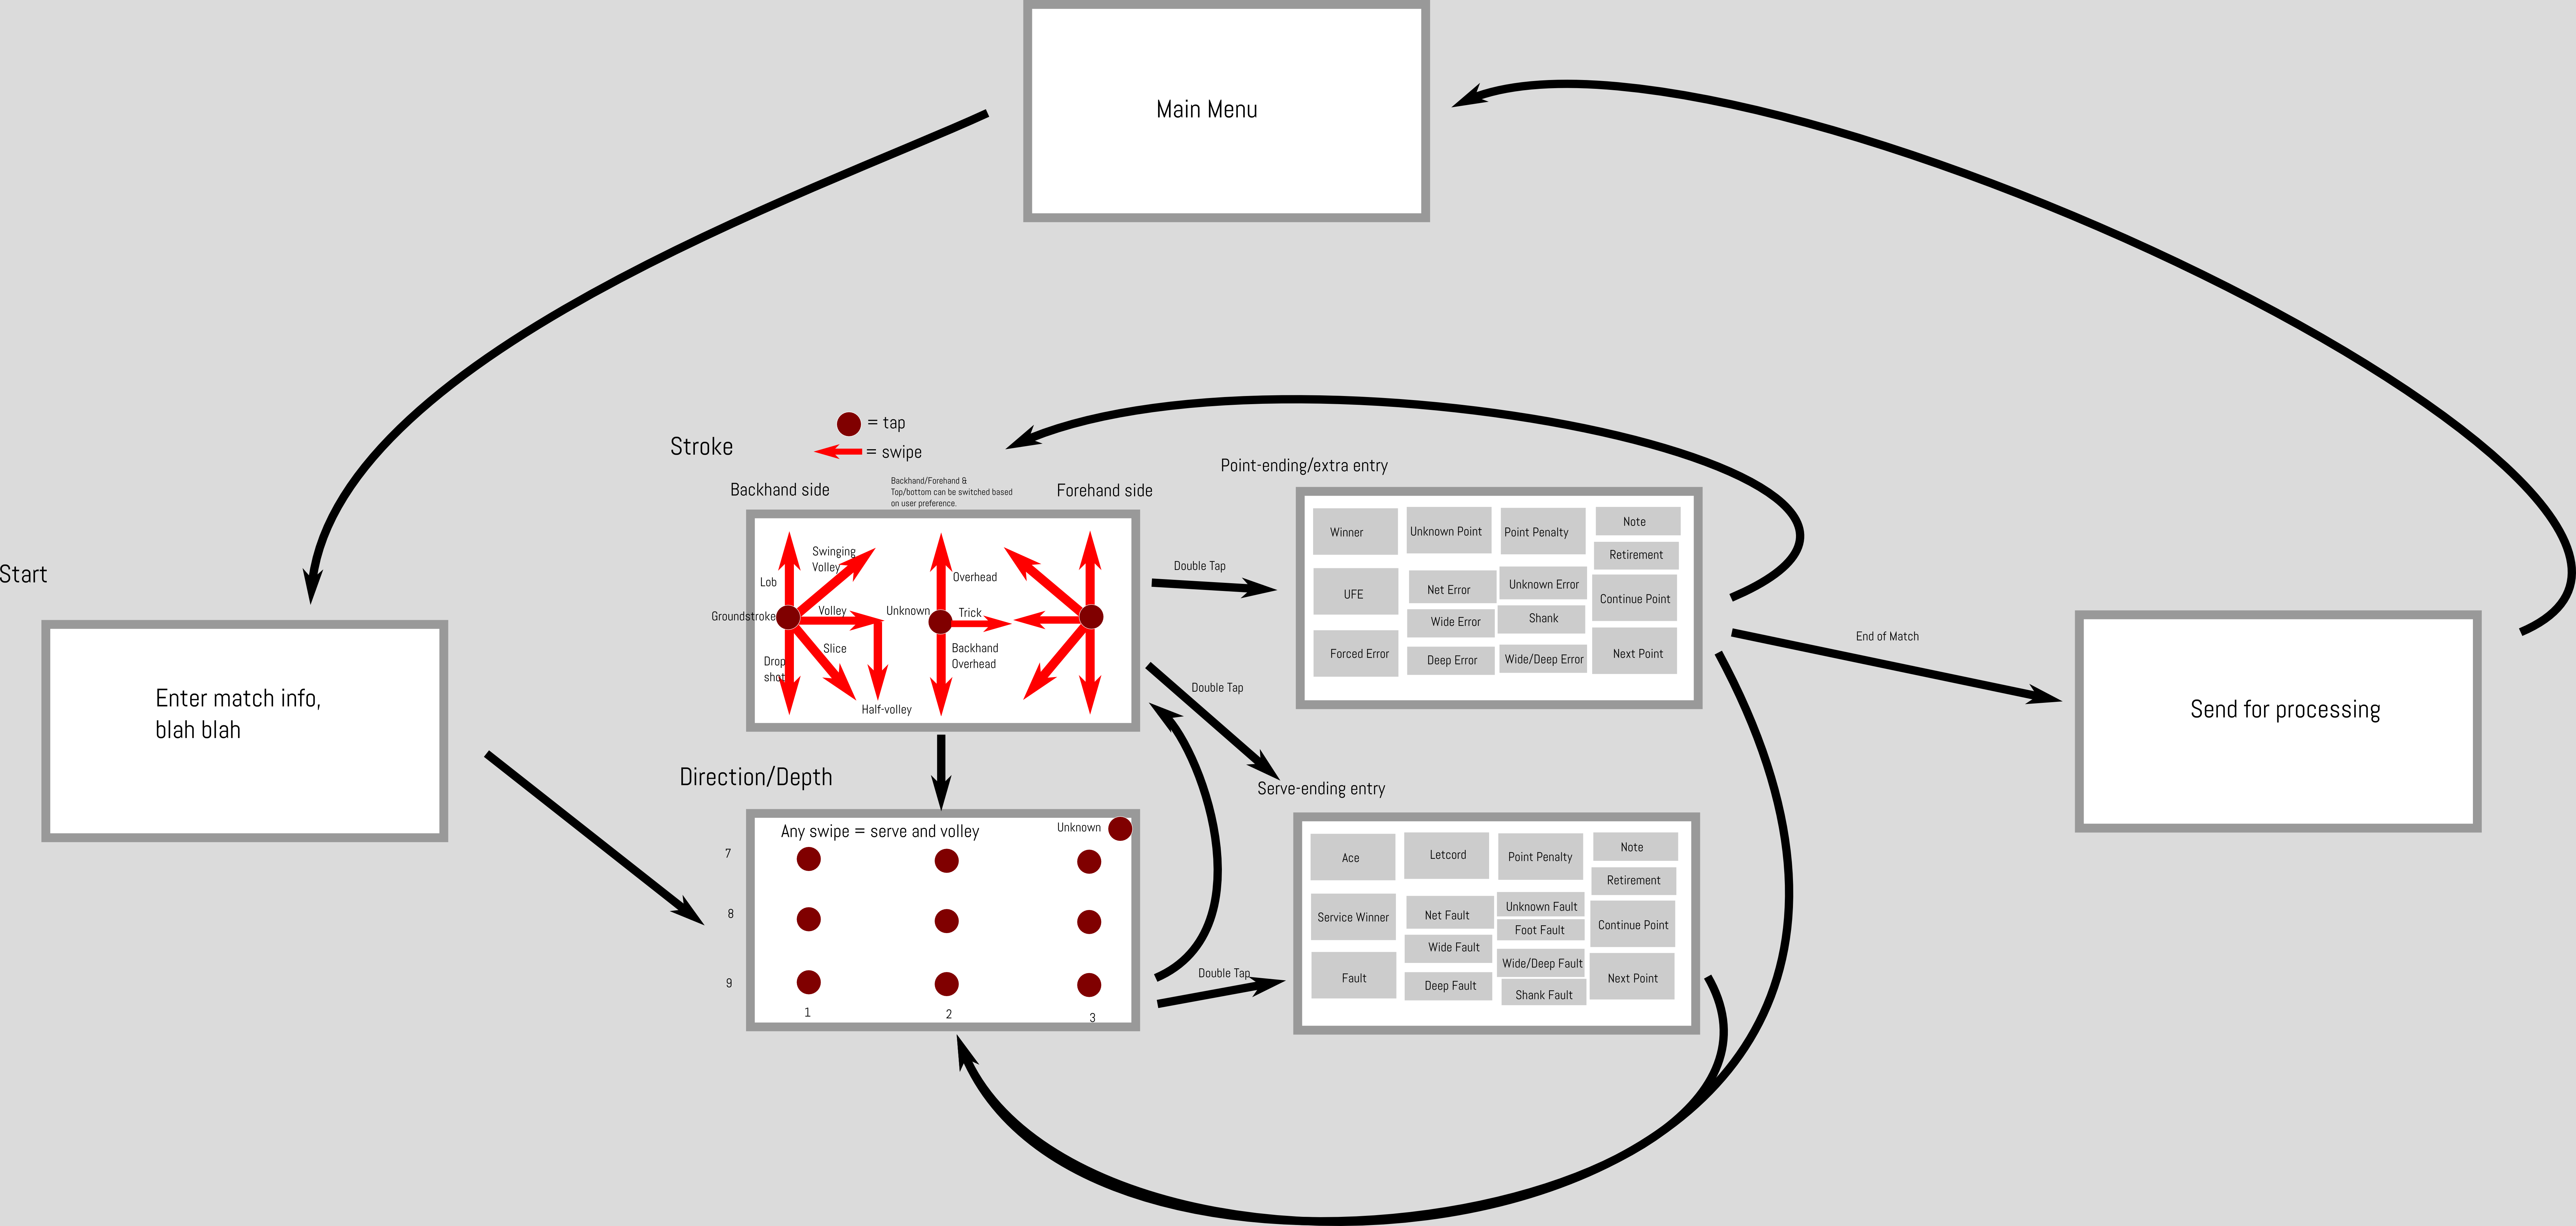 Main Menu
= tap
= swipe
Stroke
Backhand side
Backhand/Forehand &
Top/bottom can be switched based
on user preference.
Forehand side
Swinging
Volley
Lob
Groundstroke
Volley
Slice
Drop
shot
Half-volley
Overhead
Unknown
Trick
Backhand
Overhead
Start
Enter match info,
blah blah
Double Tap
Double Tap
Point-ending/extra entry
Winner
Unknown Point
Point Penalty
Note
Retirement
UFE
Net Error
Unknown Error
Continue Point
Wide Error
Shank
Forced Error
Deep Error
Wide/Deep Error
Next Point
End of Match
Send for processing
Direction/Depth
Any swipe = serve and volley
Unknown
7
8
9
1
2
3
Double Tap
Serve-ending entry
Ace
Letcord
Point Penalty
Note
Retirement
Service Winner
Net Fault
Unknown Fault
Foot Fault
Continue Point
Wide Fault
Wide/Deep Fault
Fault
Deep Fault
Shank Fault
Next Point